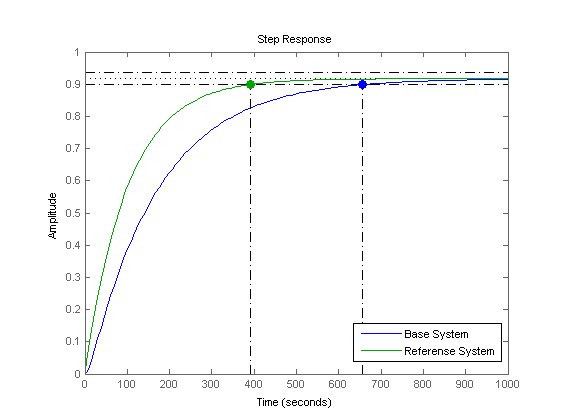 Step Response
1
0.9
0.8
0.7
0.6
0.5
0.4
0.3
0.2
0.1
0
Amplitude
Base System
Referense System
0 100 200 300 400 500 600 700 800 900 1000
Time (seconds)